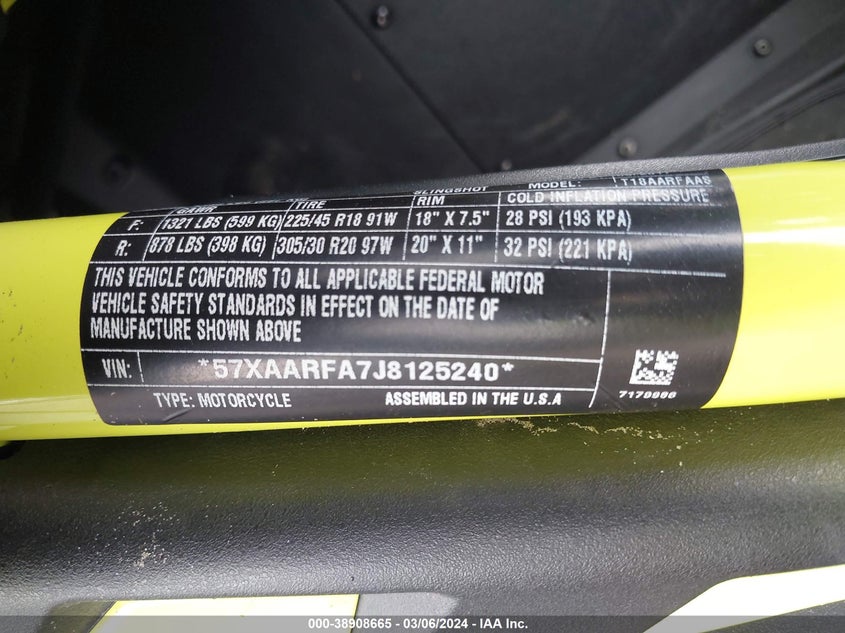 SLINGSHOT MODEL: T18AARFAAS
GAWR TIRE RIM COLD INFLATION PRESSURE
F: 1321 LBS (599 KG) 225/45 R18 91W 18" X 7.5" 28 PSI (193 KPA)
R: 878 LBS (398 KG) 305/30 R20 97W 20" X 11" 32 PSI (221 KPA)
THIS VEHICLE CONFORMS TO ALL APPLICABLE FEDERAL MOTOR
VEHICLE SAFETY STANDARDS IN EFFECT ON THE DATE OF
MANUFACTURE SHOWN ABOVE
VIN: *57XAARFA7J8125240*
TYPE: MOTORCYCLE ASSEMBLED IN THE U.S.A
7179998
000-38908665 - 03/06/2024 - IAA Inc.